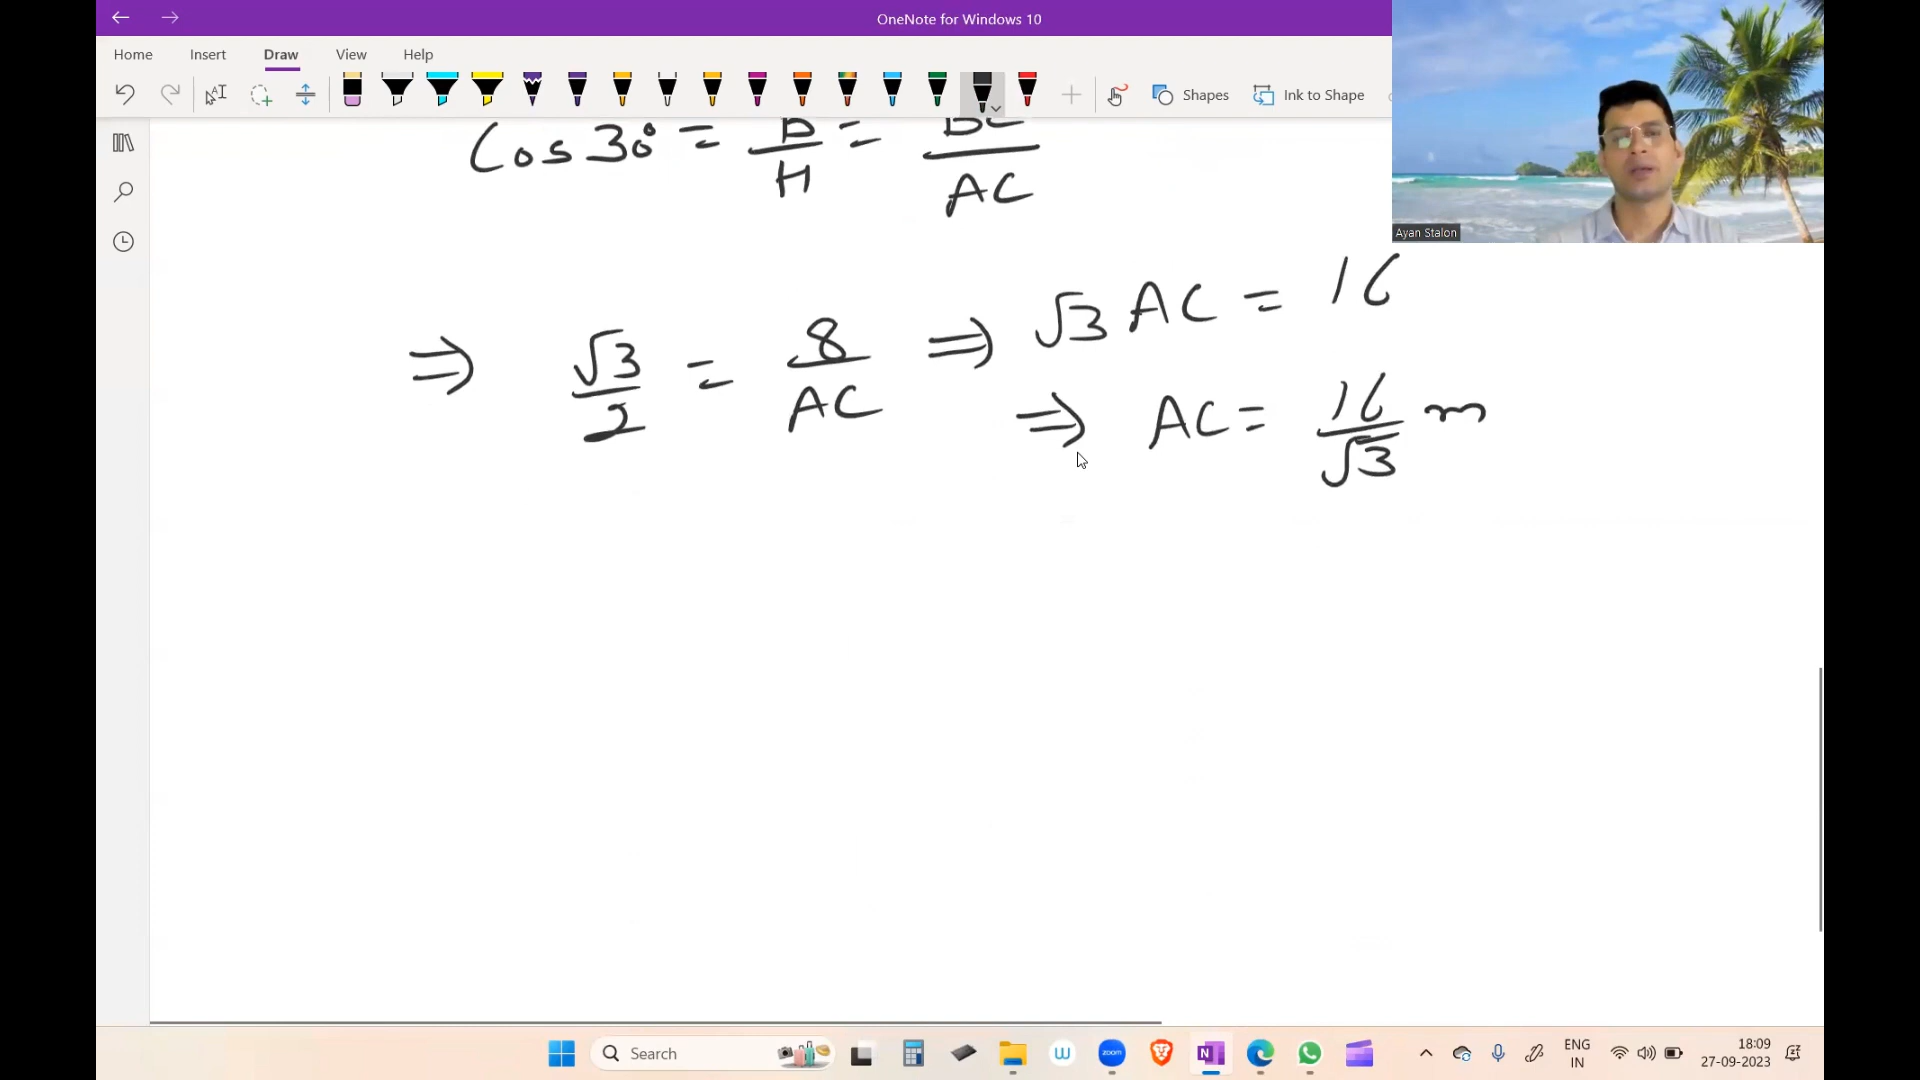 OneNote for Windows 10
Home Insert Draw View Help
Shapes Ink to Shape
Ayan Stalon
Cos 30° = B/H = BC/AC
⇒ √3/2 = 8/AC ⇒ √3 AC = 16
⇒ AC = 16/√3 m
Search
zoom
ENG
IN
18:09
27-09-2023